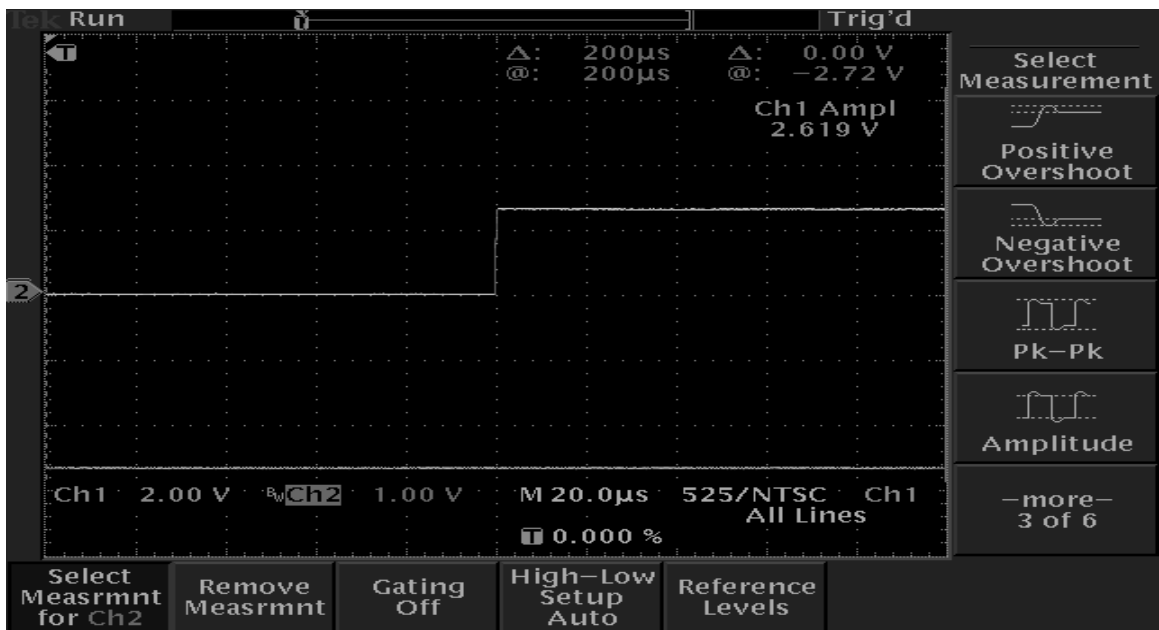 Tek Run Trig'd
T
Δ: 200µs Δ: 0.00 V
@: 200µs @: −2.72 V
Ch1 Ampl
2.619 V
2
Ch1 2.00 V BW Ch2 1.00 V M 20.0µs 525/NTSC Ch1
All Lines
T 0.000 %
Select
Measurement
Positive
Overshoot
Negative
Overshoot
Pk−Pk
Amplitude
−more−
3 of 6
Select
Measrmnt
for Ch2
Remove
Measrmnt
Gating
Off
High−Low
Setup
Auto
Reference
Levels